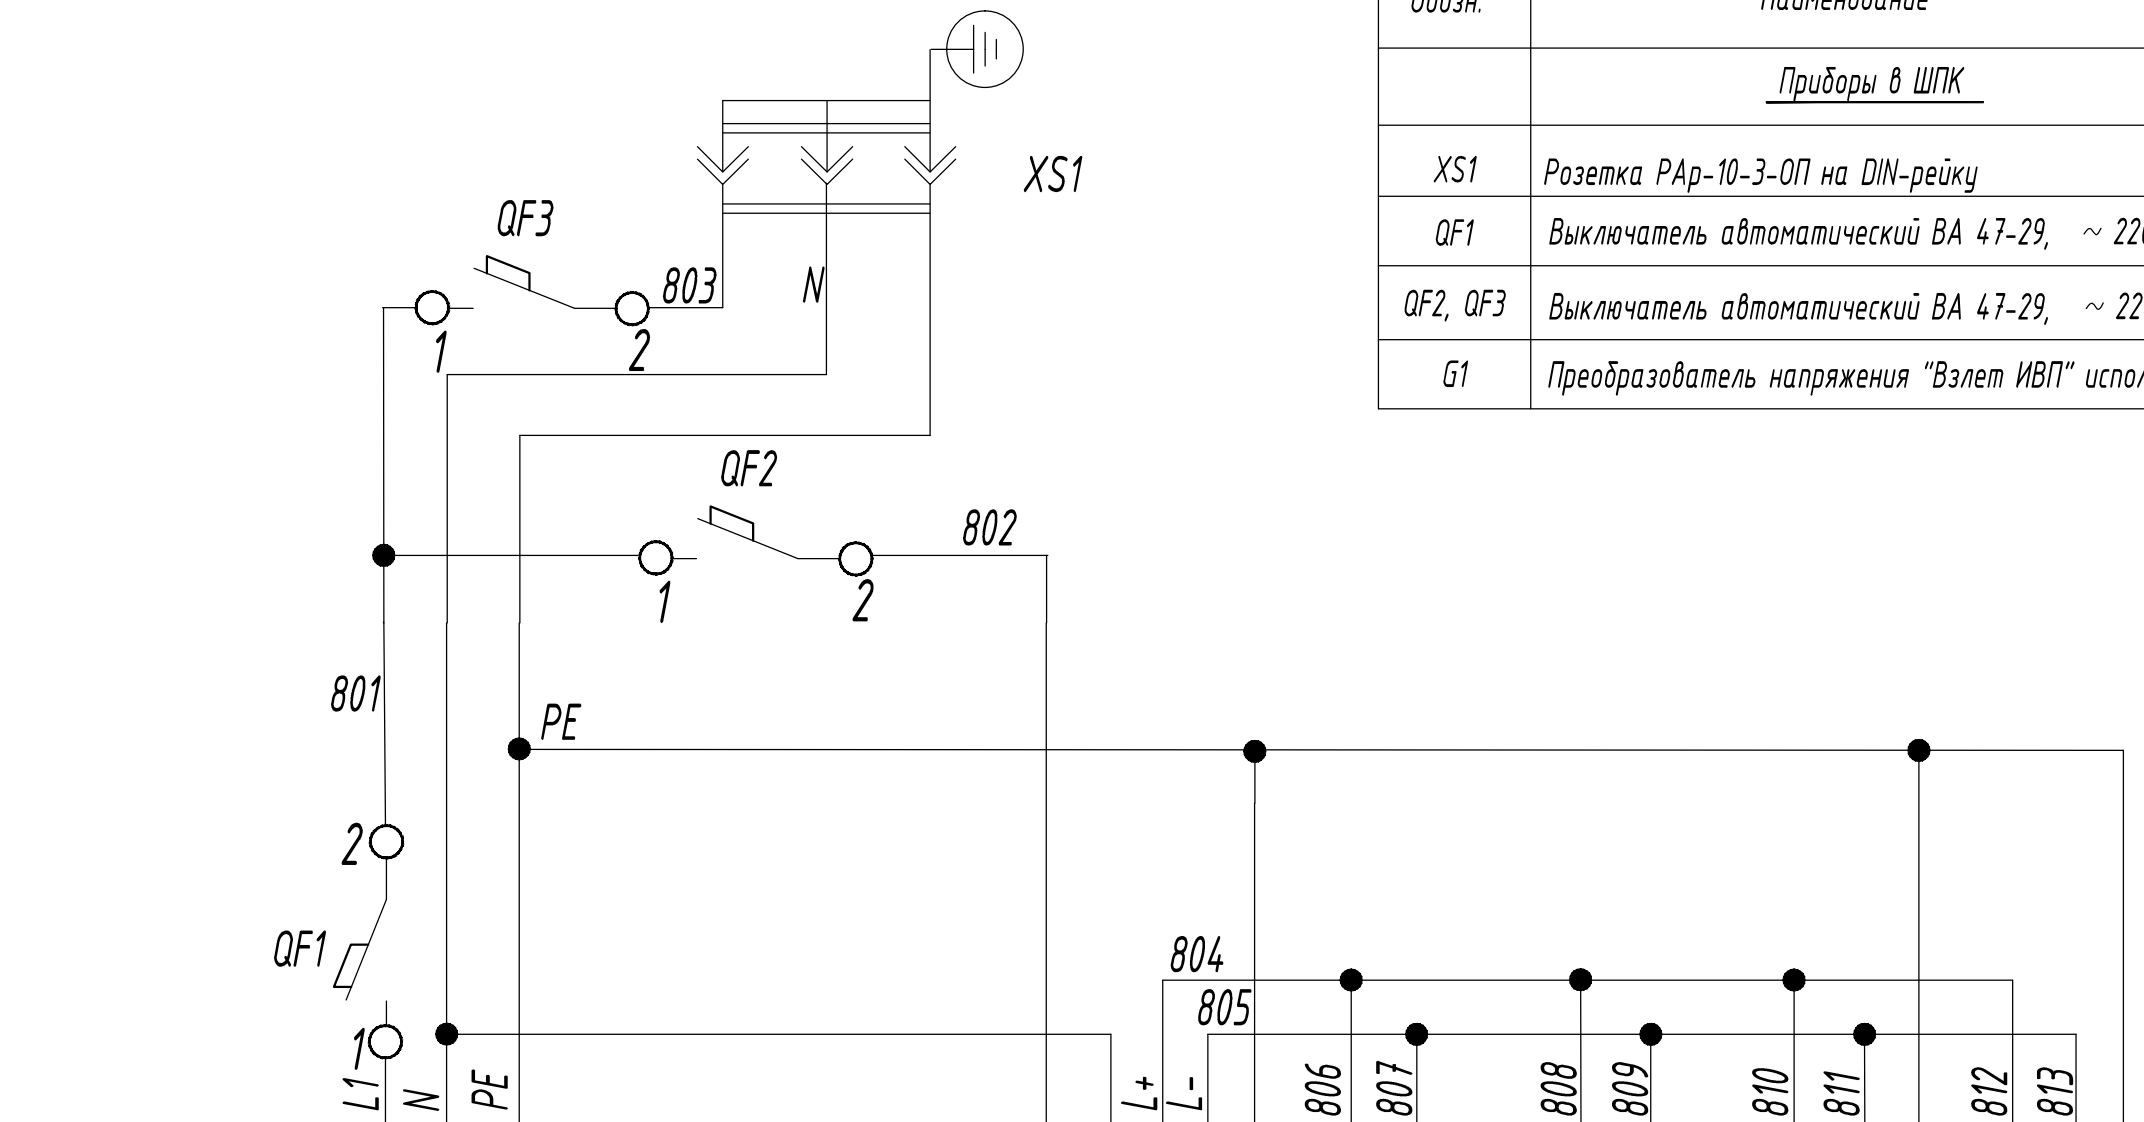 Обозн.
Наименование
Приборы в ШПК
XS1
Розетка РАр-10-3-ОП на DIN-рейку
QF1
Выключатель автоматический ВА 47-29, ~ 220
QF2, QF3
Выключатель автоматический ВА 47-29, ~ 22
G1
Преобразователь напряжения "Взлет ИВП" испол
XS1
QF3
803
N
1
2
QF2
802
1
2
801
PE
2
QF1
1
804
805
L1
N
PE
L+
L-
806
807
808
809
810
811
812
813